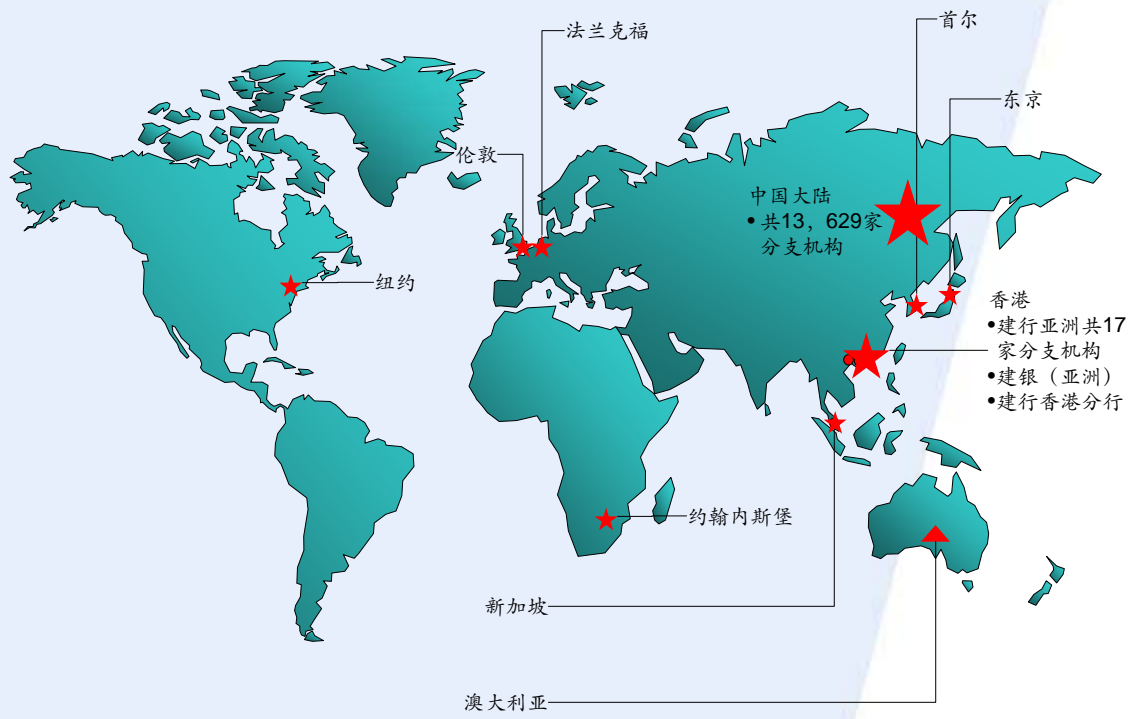 首尔
法兰克福
东京
伦敦
中国大陆
•共13，629家
分支机构
纽约
香港
•建行亚洲共17
家分支机构
•建银（亚洲）
•建行香港分行
约翰内斯堡
新加坡
澳大利亚